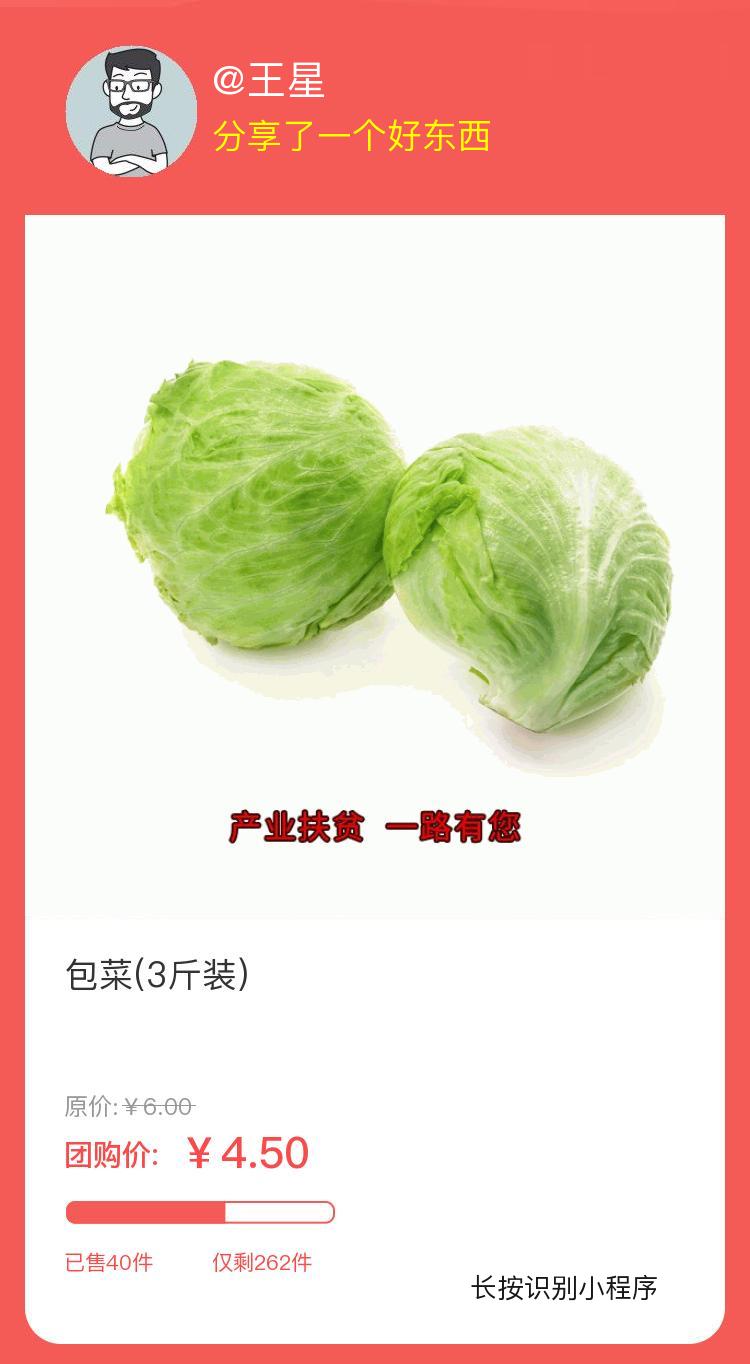 @王星
分享了一个好东西
产业扶贫 一路有您
包菜(3斤装)
原价:￥6.00
团购价: ￥4.50
已售40件 仅剩262件
长按识别小程序